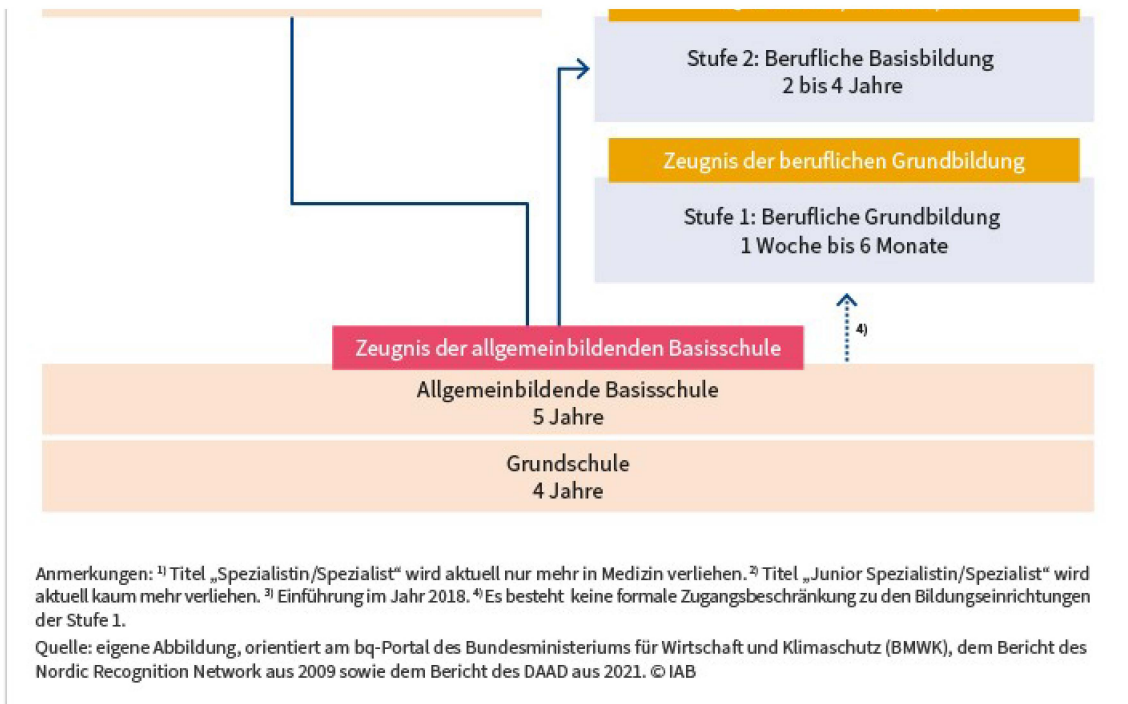 Stufe 2: Berufliche Basisbildung
2 bis 4 Jahre
Zeugnis der beruflichen Grundbildung
Stufe 1: Berufliche Grundbildung
1 Woche bis 6 Monate
4)
Zeugnis der allgemeinbildenden Basisschule
Allgemeinbildende Basisschule
5 Jahre
Grundschule
4 Jahre
Anmerkungen: ¹⁾ Titel „Spezialistin/Spezialist“ wird aktuell nur mehr in Medizin verliehen. ²⁾ Titel „Junior Spezialistin/Spezialist“ wird
aktuell kaum mehr verliehen. ³⁾ Einführung im Jahr 2018. ⁴⁾ Es besteht keine formale Zugangsbeschränkung zu den Bildungseinrichtungen
der Stufe 1.
Quelle: eigene Abbildung, orientiert am bq-Portal des Bundesministeriums für Wirtschaft und Klimaschutz (BMWK), dem Bericht des
Nordic Recognition Network aus 2009 sowie dem Bericht des DAAD aus 2021. © IAB